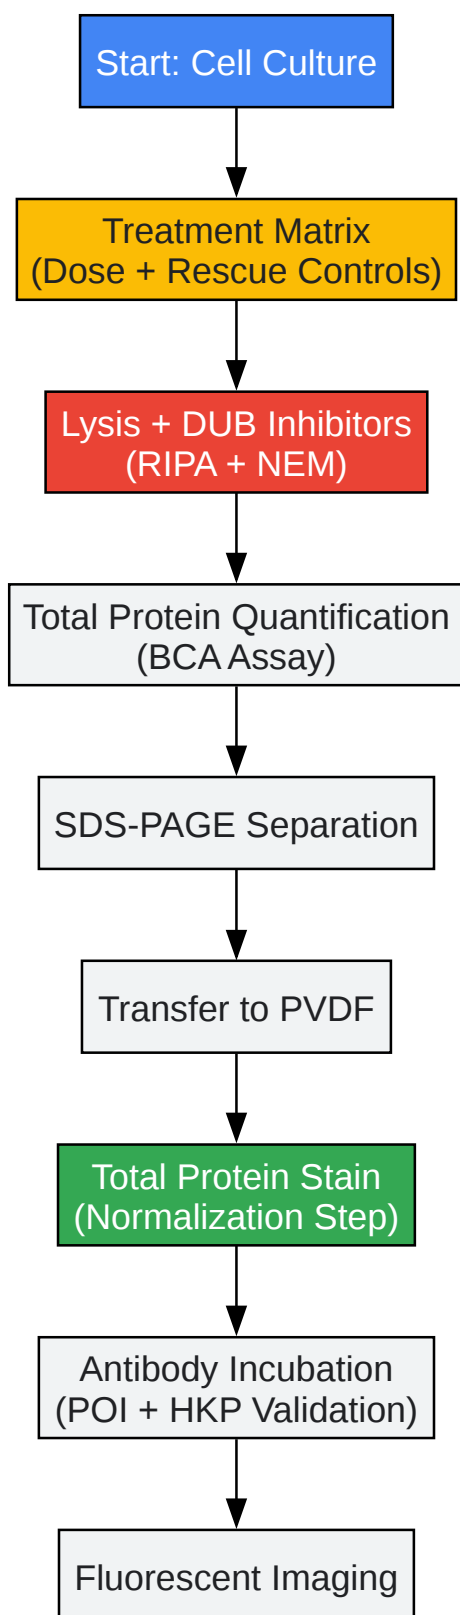 Start: Cell Culture
Treatment Matrix
(Dose + Rescue Controls)
Lysis + DUB Inhibitors
(RIPA + NEM)
Total Protein Quantification
(BCA Assay)
SDS-PAGE Separation
Transfer to PVDF
Total Protein Stain
(Normalization Step)
Antibody Incubation
(POI + HKP Validation)
Fluorescent Imaging